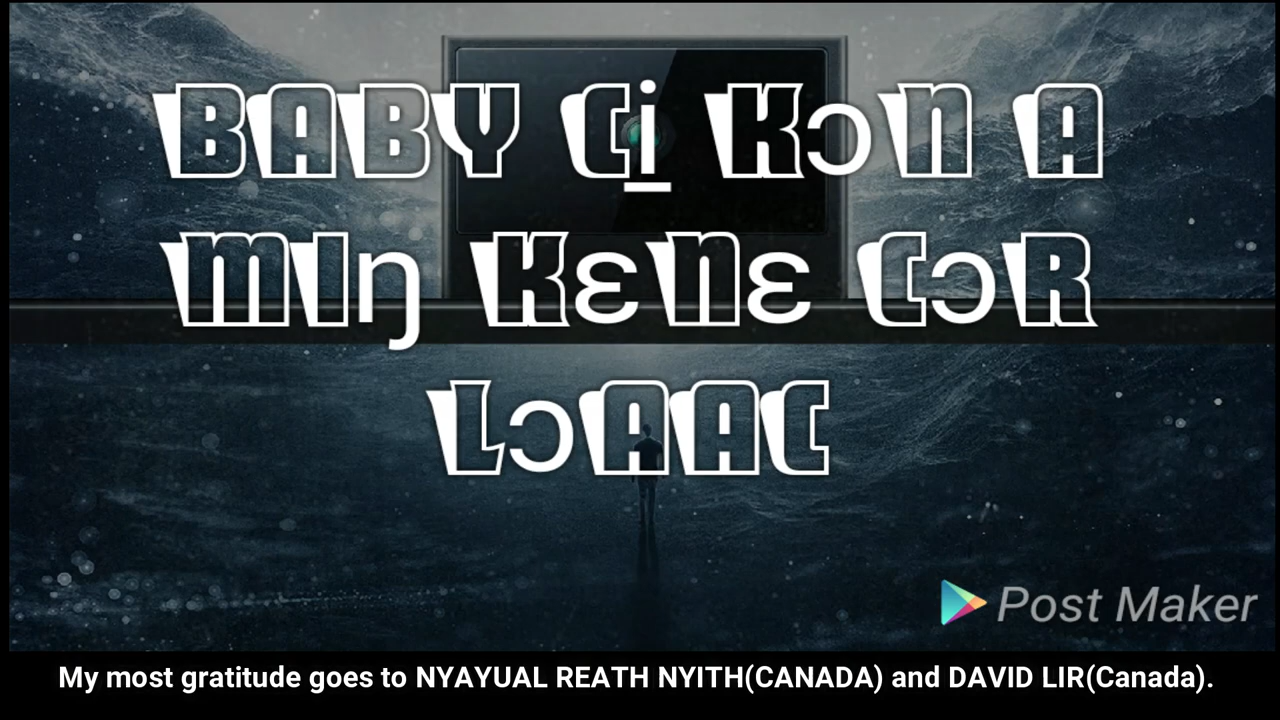 BABY Ci̱ KɔN A
MIŊ KɛNɛ CɔR
LɔAAC
Post Maker
My most gratitude goes to NYAYUAL REATH NYITH(CANADA) and DAVID LIR(Canada).